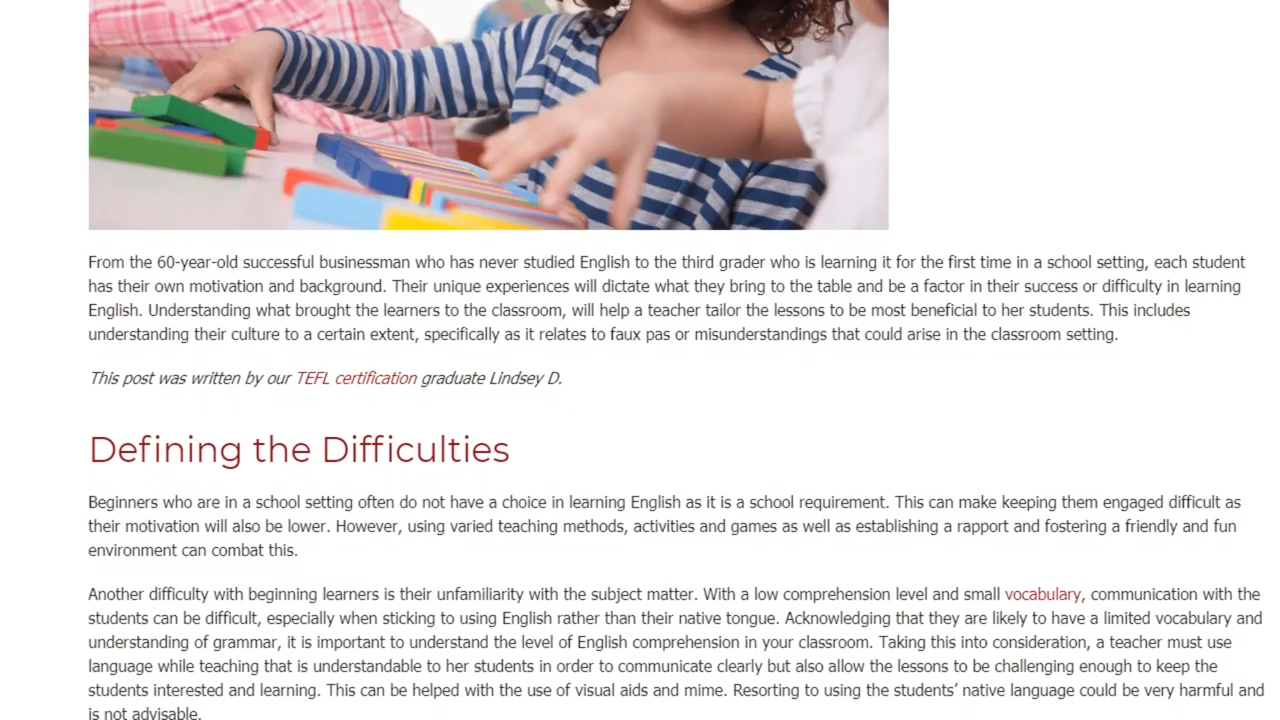 From the 60-year-old successful businessman who has never studied English to the third grader who is learning it for the first time in a school setting, each student
has their own motivation and background. Their unique experiences will dictate what they bring to the table and be a factor in their success or difficulty in learning
English. Understanding what brought the learners to the classroom, will help a teacher tailor the lessons to be most beneficial to her students. This includes
understanding their culture to a certain extent, specifically as it relates to faux pas or misunderstandings that could arise in the classroom setting.
This post was written by our TEFL certification graduate Lindsey D.
Defining the Difficulties
Beginners who are in a school setting often do not have a choice in learning English as it is a school requirement. This can make keeping them engaged difficult as
their motivation will also be lower. However, using varied teaching methods, activities and games as well as establishing a rapport and fostering a friendly and fun
environment can combat this.
Another difficulty with beginning learners is their unfamiliarity with the subject matter. With a low comprehension level and small vocabulary, communication with the
students can be difficult, especially when sticking to using English rather than their native tongue. Acknowledging that they are likely to have a limited vocabulary and
understanding of grammar, it is important to understand the level of English comprehension in your classroom. Taking this into consideration, a teacher must use
language while teaching that is understandable to her students in order to communicate clearly but also allow the lessons to be challenging enough to keep the
students interested and learning. This can be helped with the use of visual aids and mime. Resorting to using the students' native language could be very harmful and
is not advisable.